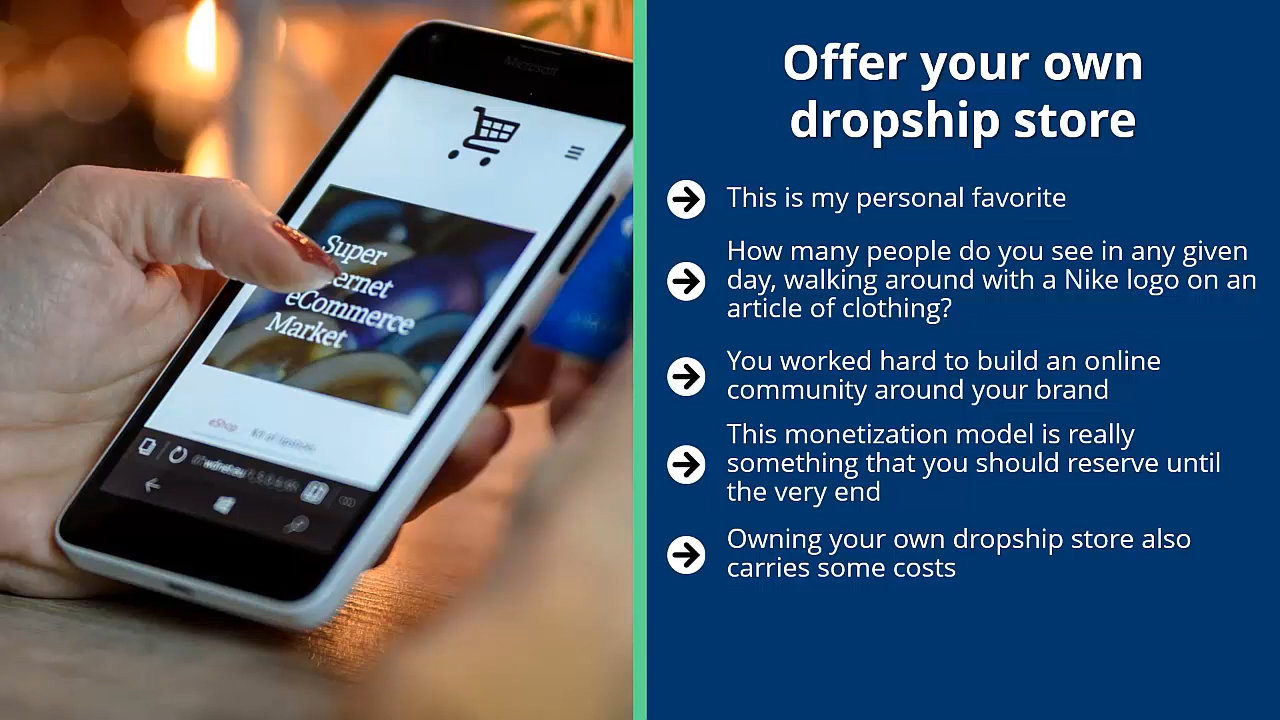 Microsoft
Super
eCommerce
Market
eShop
Offer your own
dropship store
This is my personal favorite
How many people do you see in any given
day, walking around with a Nike logo on an
article of clothing?
You worked hard to build an online
community around your brand
This monetization model is really
something that you should reserve until
the very end
Owning your own dropship store also
carries some costs